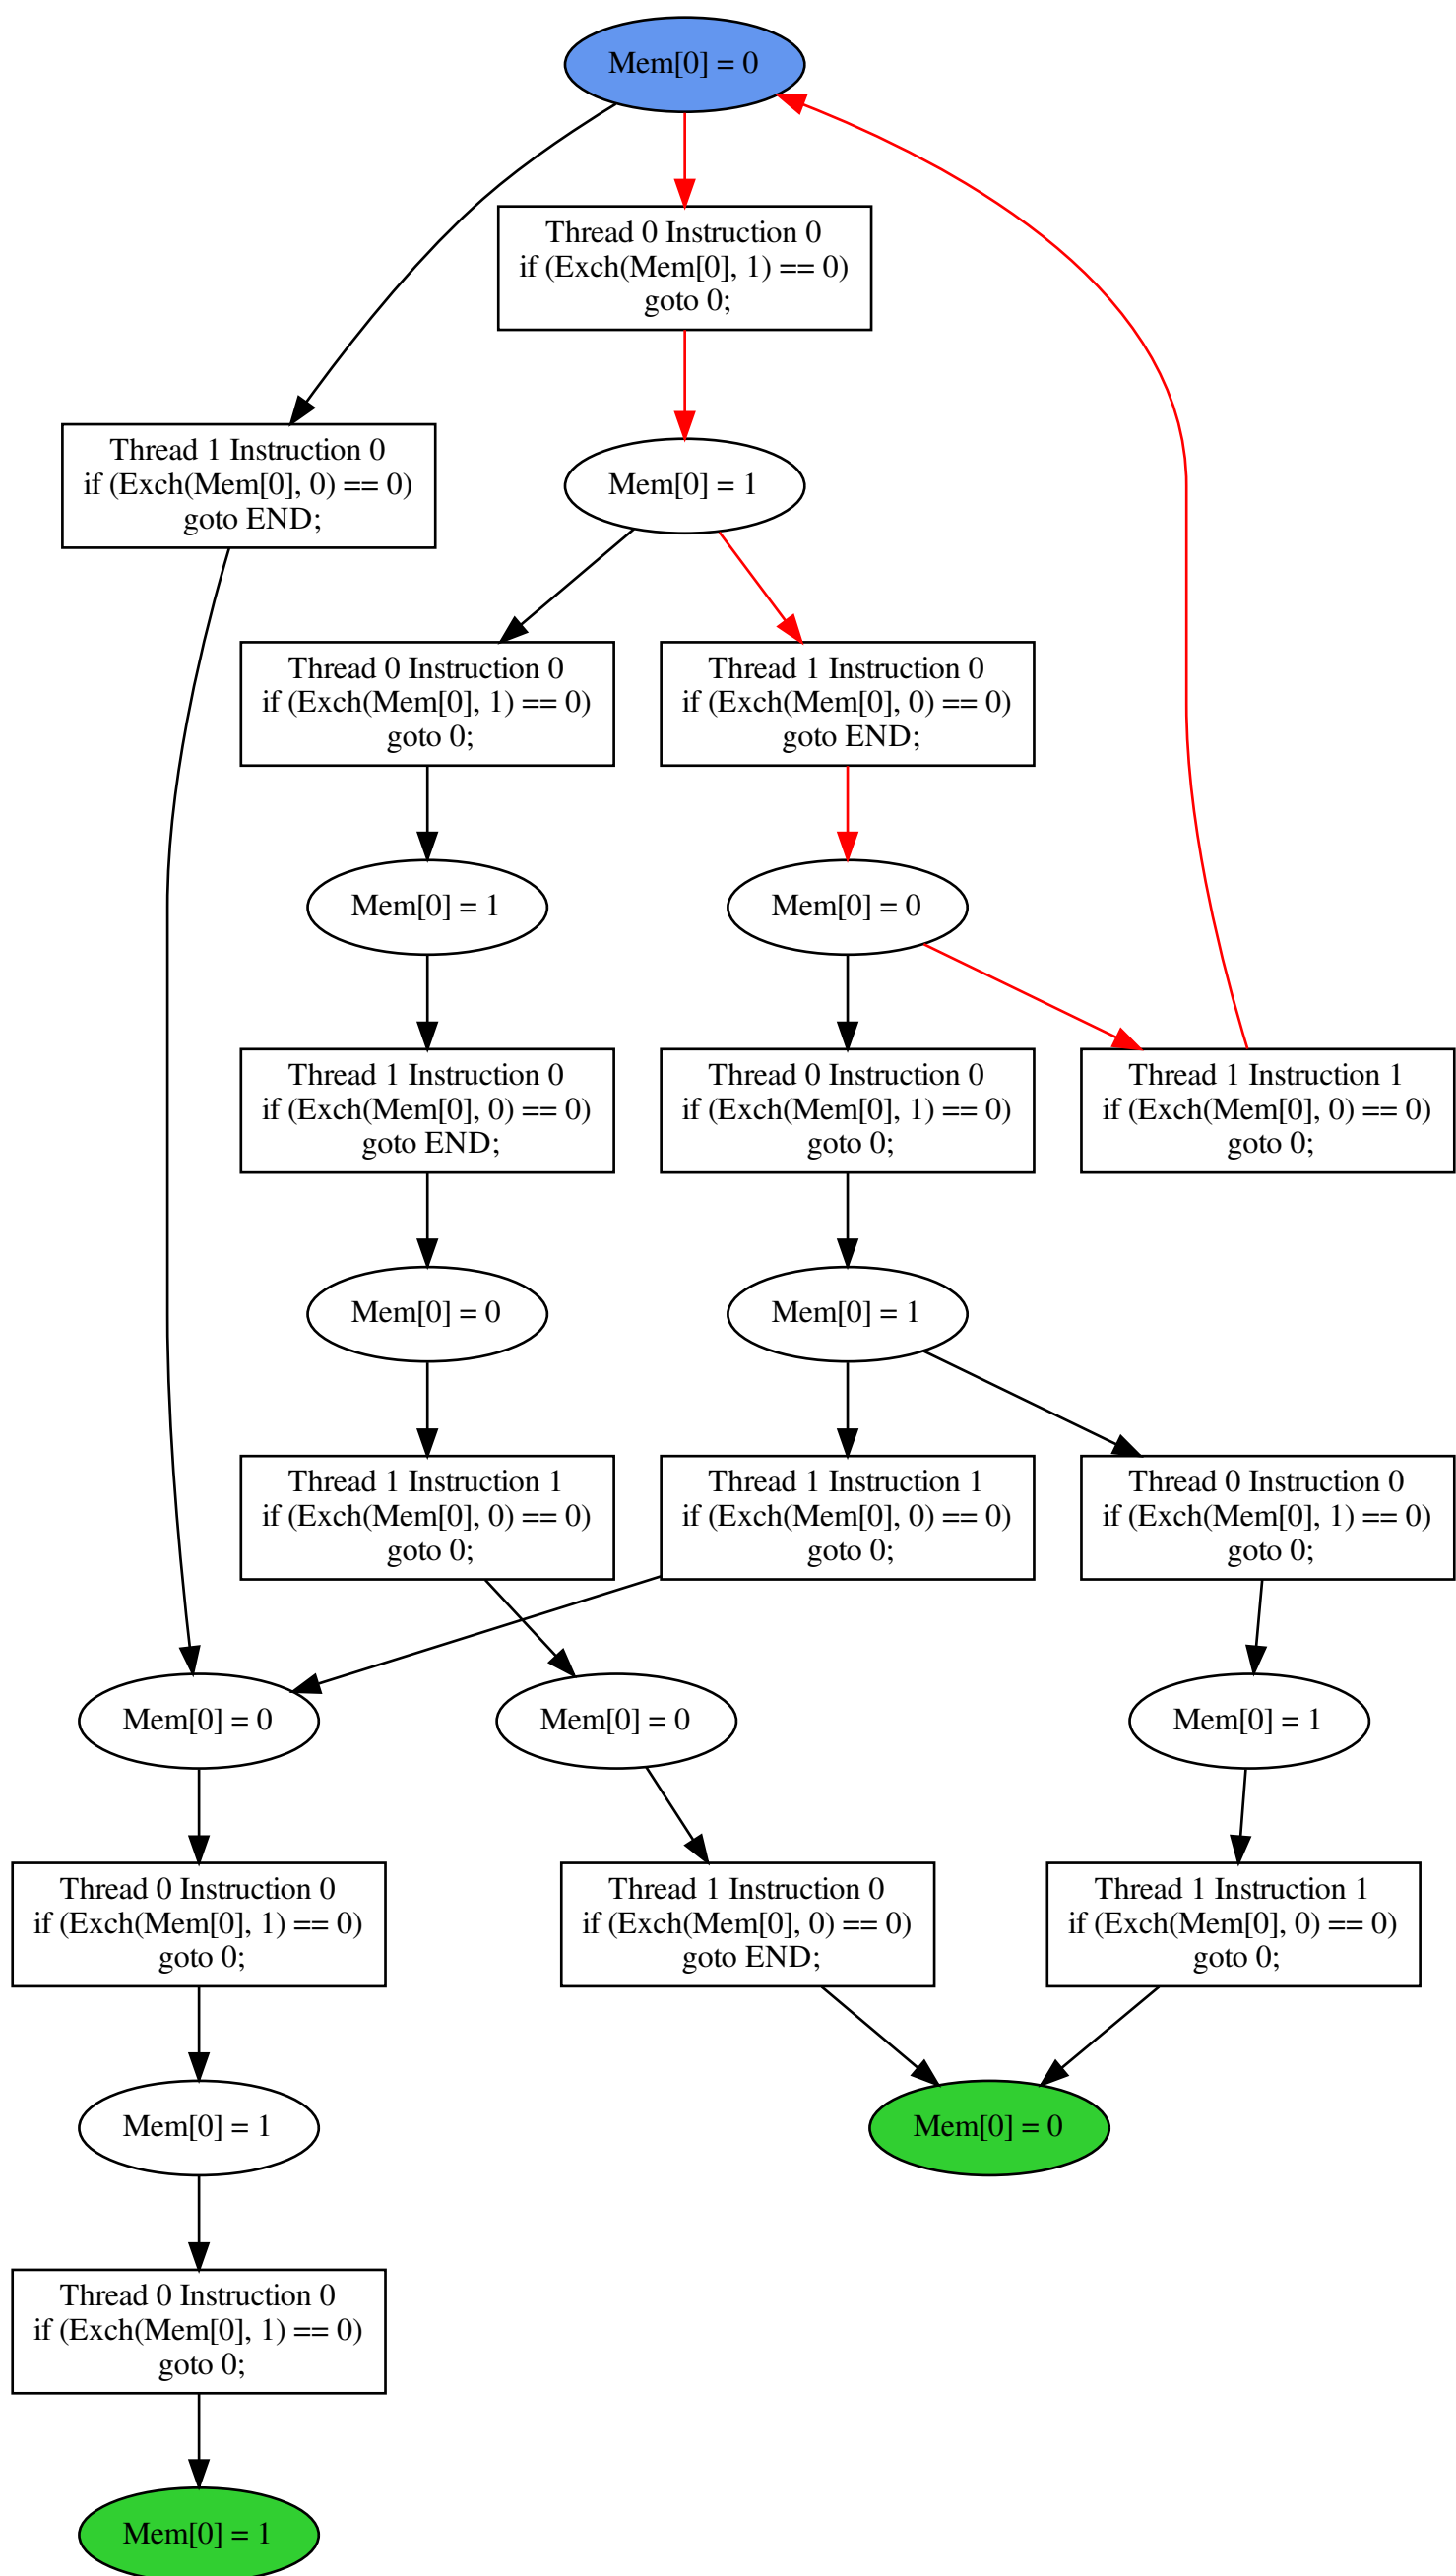 Mem[0] = 0
Thread 0 Instruction 0
if (Exch(Mem[0], 1) == 0)
goto 0;
Thread 1 Instruction 0
if (Exch(Mem[0], 0) == 0)
goto END;
Mem[0] = 1
Thread 0 Instruction 0
if (Exch(Mem[0], 1) == 0)
goto 0;
Thread 1 Instruction 0
if (Exch(Mem[0], 0) == 0)
goto END;
Mem[0] = 1
Mem[0] = 0
Thread 1 Instruction 0
if (Exch(Mem[0], 0) == 0)
goto END;
Thread 0 Instruction 0
if (Exch(Mem[0], 1) == 0)
goto 0;
Thread 1 Instruction 1
if (Exch(Mem[0], 0) == 0)
goto 0;
Mem[0] = 0
Mem[0] = 1
Thread 1 Instruction 1
if (Exch(Mem[0], 0) == 0)
goto 0;
Thread 1 Instruction 1
if (Exch(Mem[0], 0) == 0)
goto 0;
Thread 0 Instruction 0
if (Exch(Mem[0], 1) == 0)
goto 0;
Mem[0] = 0
Mem[0] = 0
Mem[0] = 1
Thread 0 Instruction 0
if (Exch(Mem[0], 1) == 0)
goto 0;
Thread 1 Instruction 0
if (Exch(Mem[0], 0) == 0)
goto END;
Thread 1 Instruction 1
if (Exch(Mem[0], 0) == 0)
goto 0;
Mem[0] = 1
Mem[0] = 0
Thread 0 Instruction 0
if (Exch(Mem[0], 1) == 0)
goto 0;
Mem[0] = 1